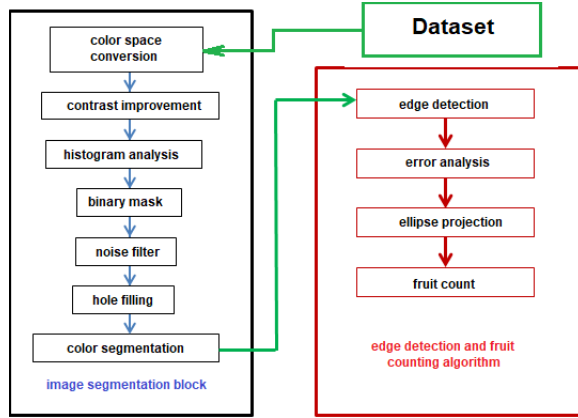 Dataset
color space
conversion
contrast improvement
histogram analysis
binary mask
noise filter
hole filling
color segmentation
image segmentation block
edge detection
error analysis
ellipse projection
fruit count
edge detection and fruit
counting algorithm